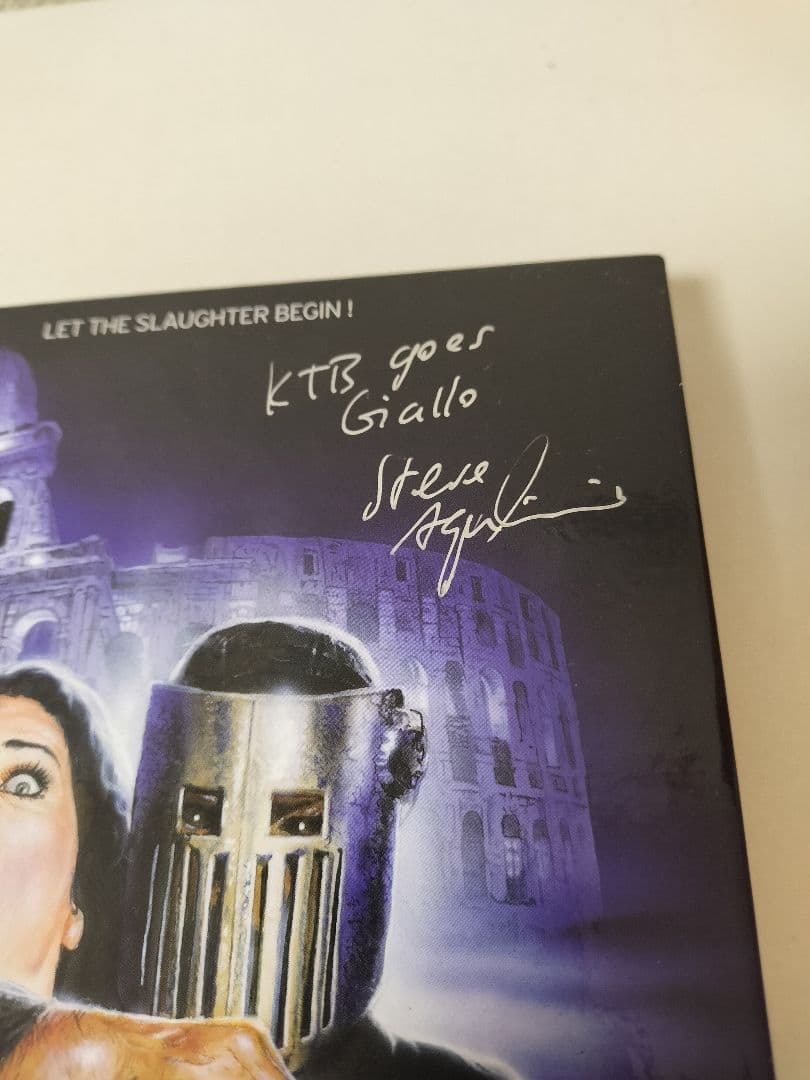 LET THE SLAUGHTER BEGIN !
KTB goes
Giallo
Steve